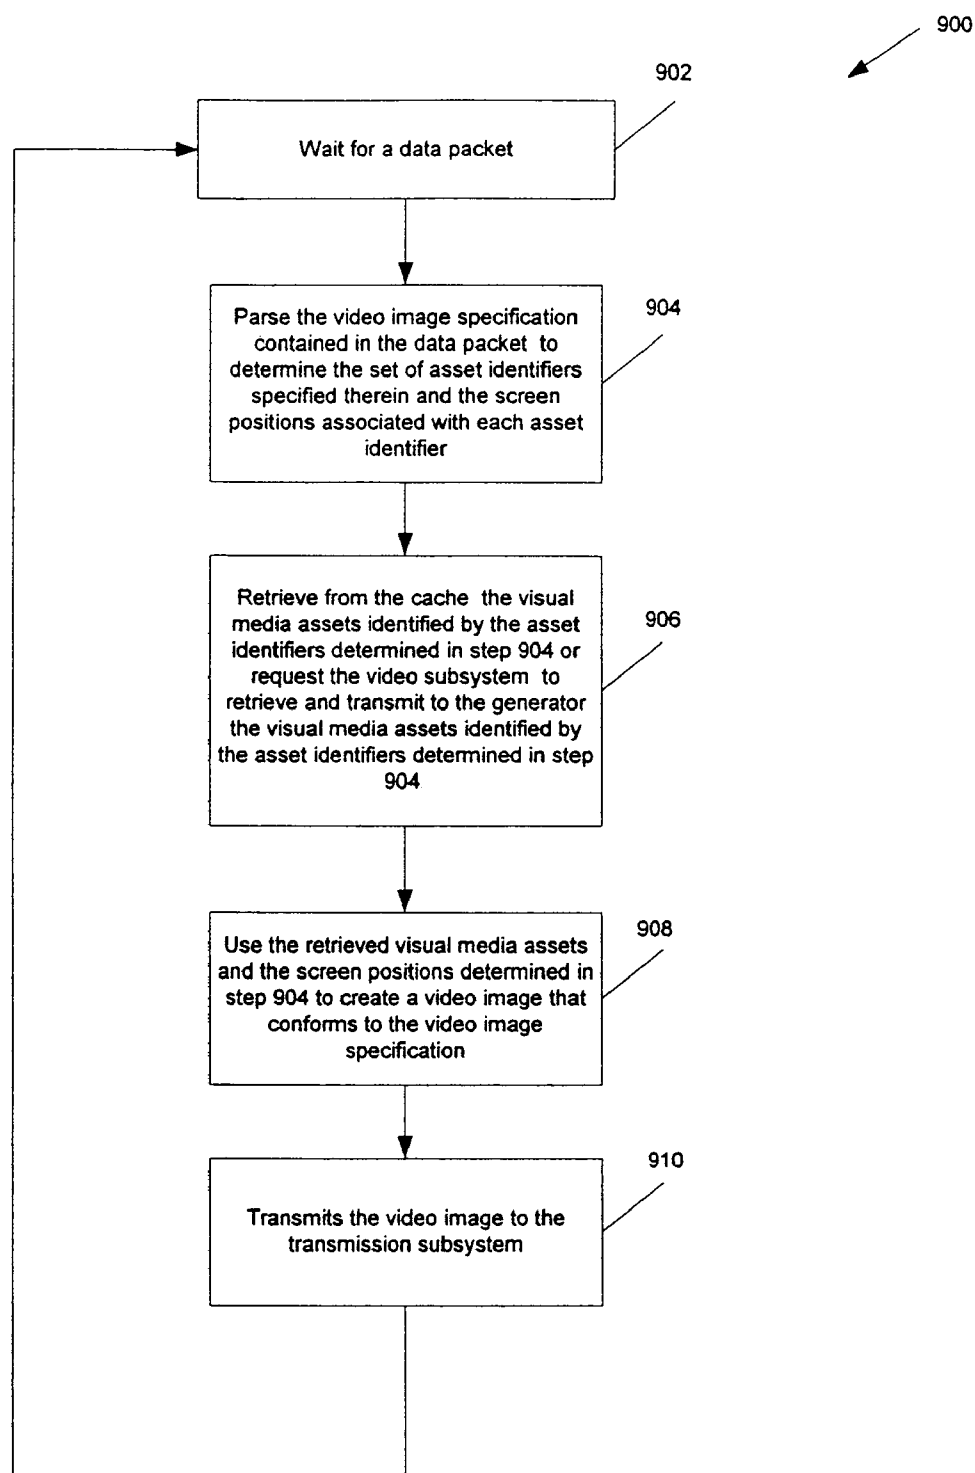 900
902
Wait for a data packet
904
Parse the video image specification
contained in the data packet to
determine the set of asset identifiers
specified therein and the screen
positions associated with each asset
identifier
906
Retrieve from the cache the visual
media assets identified by the asset
identifiers determined in step 904 or
request the video subsystem to
retrieve and transmit to the generator
the visual media assets identified by
the asset identifiers determined in step
904
908
Use the retrieved visual media assets
and the screen positions determined in
step 904 to create a video image that
conforms to the video image
specification
910
Transmits the video image to the
transmission subsystem